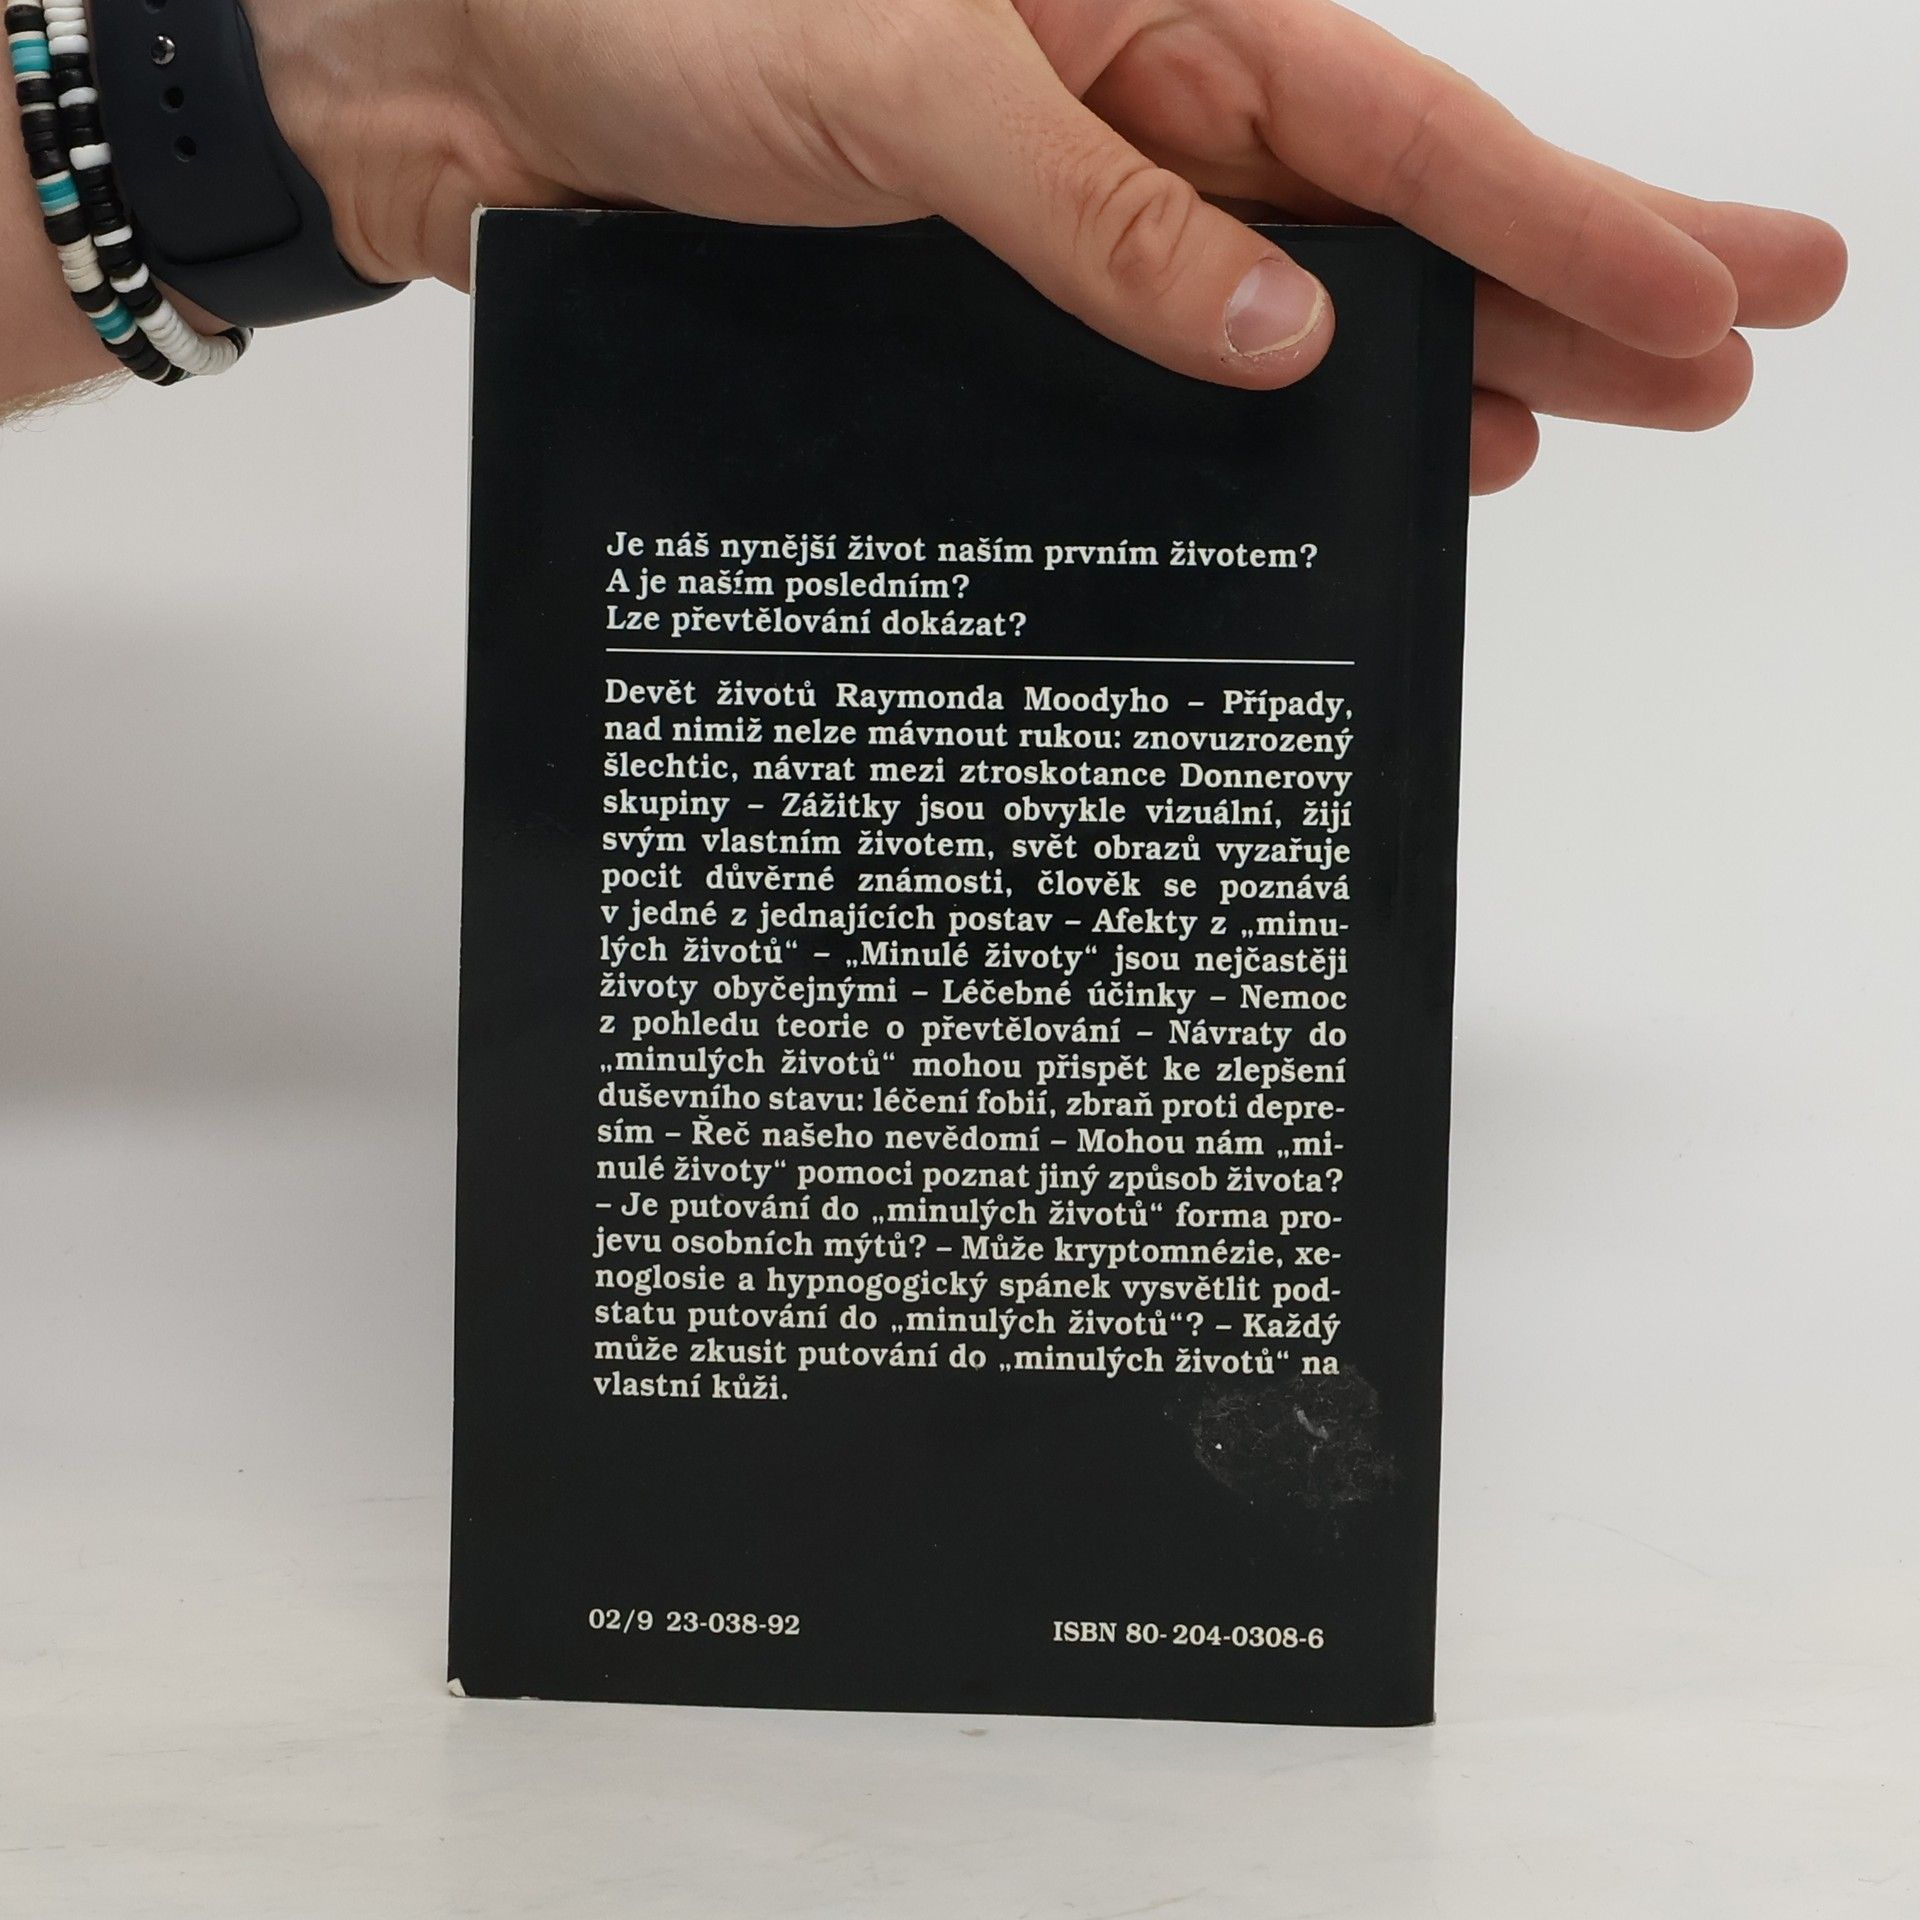 Je náš nynější život naším prvním životem?
A je naším posledním?
Lze převtělování dokázat?
Devět životů Raymonda Moodyho – Případy,
nad nimiž nelze mávnout rukou: znovuzrozený
šlechtic, návrat mezi ztroskotance Donnerovy
skupiny – Zážitky jsou obvykle vizuální, žijí
svým vlastním životem, svět obrazů vyzařuje
pocit důvěrné známosti, člověk se poznává
v jedné z jednajících postav – Afekty z „minu-
lých životů“ – „Minulé životy“ jsou nejčastěji
životy obyčejnými – Léčebné účinky – Nemoc
z pohledu teorie o převtělování – Návraty do
„minulých životů“ mohou přispět ke zlepšení
duševního stavu: léčení fobií, zbraň proti depre-
sím – Řeč našeho nevědomí – Mohou nám „mi-
nulé životy“ pomoci poznat jiný způsob života?
– Je putování do „minulých životů“ forma pro-
jevu osobních mýtů? – Může kryptomnézie, xe-
noglosie a hypnogogický spánek vysvětlit pod-
statu putování do „minulých životů“? – Každý
může zkusit putování do „minulých životů“ na
vlastní kůži.
02/9 23-038-92
ISBN 80-204-0308-6